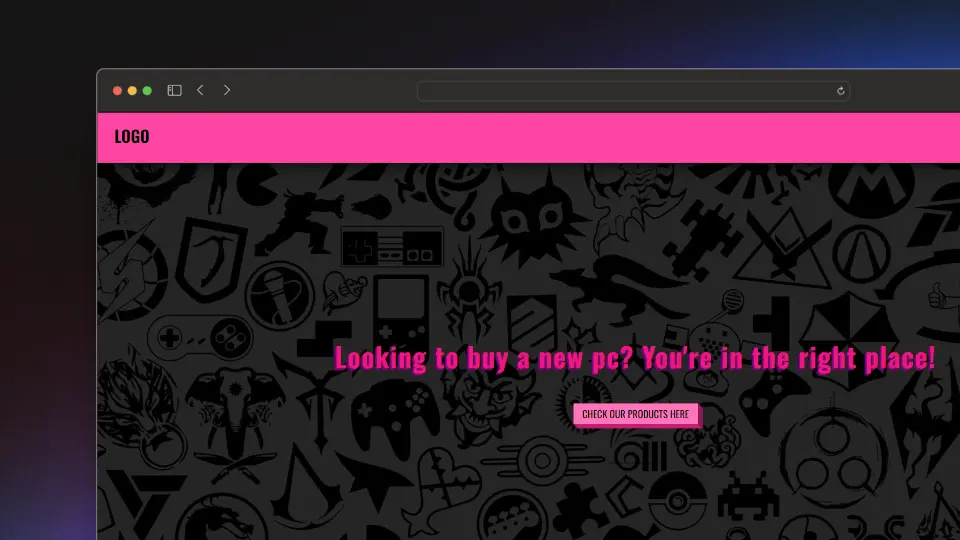 LOGO
Looking to buy a new pc? You're in the right place!
CHECK OUR PRODUCTS HERE